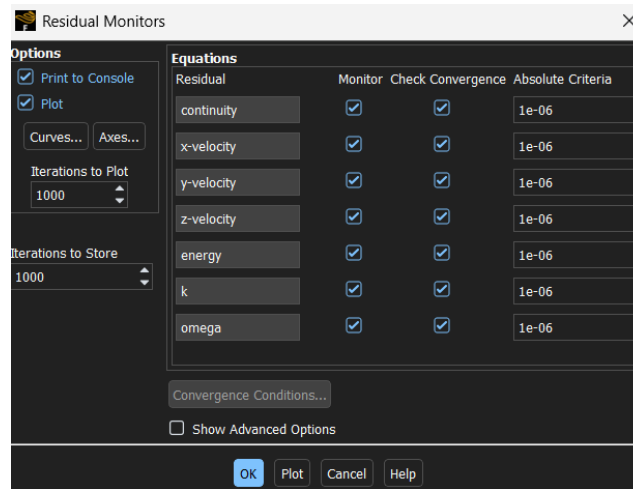 Residual Monitors
Options
Print to Console
Plot
Curves... Axes...
Iterations to Plot
1000
Iterations to Store
1000
Equations
Residual Monitor Check Convergence Absolute Criteria
continuity 1e-06
x-velocity 1e-06
y-velocity 1e-06
z-velocity 1e-06
energy 1e-06
k 1e-06
omega 1e-06
Convergence Conditions...
Show Advanced Options
OK Plot Cancel Help